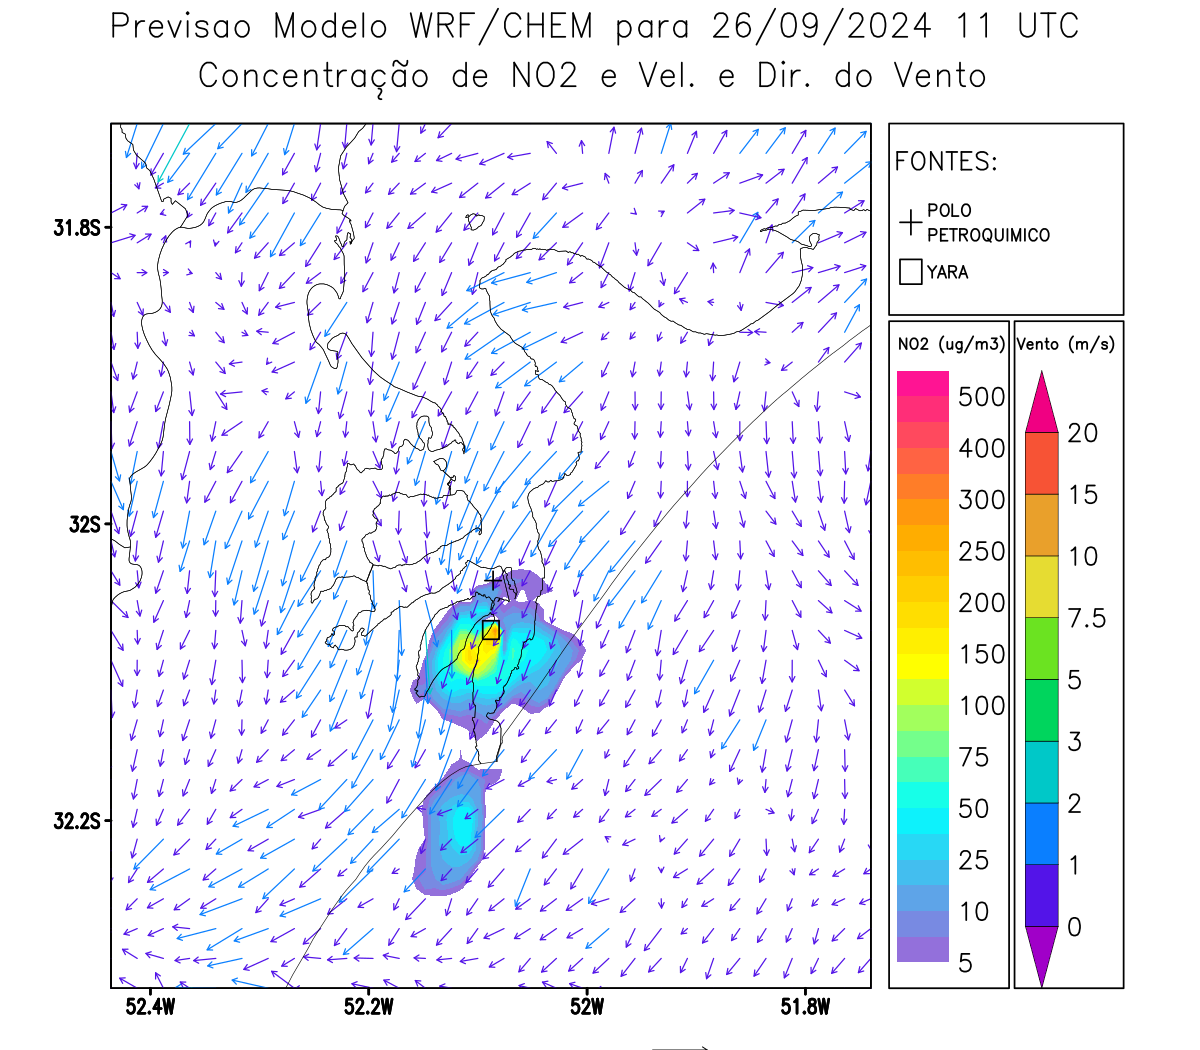 Previsao Modelo WRF/CHEM para 26/09/2024 11 UTC
Concentração de NO2 e Vel. e Dir. do Vento
FONTES:
POLO
PETROQUIMICO
YARA
NO2 (ug/m3)
500
400
300
250
200
150
100
75
50
25
10
5
Vento (m/s)
20
15
10
7.5
5
3
2
1
0
31.8S
32S
32.2S
52.4W
52.2W
52W
51.8W